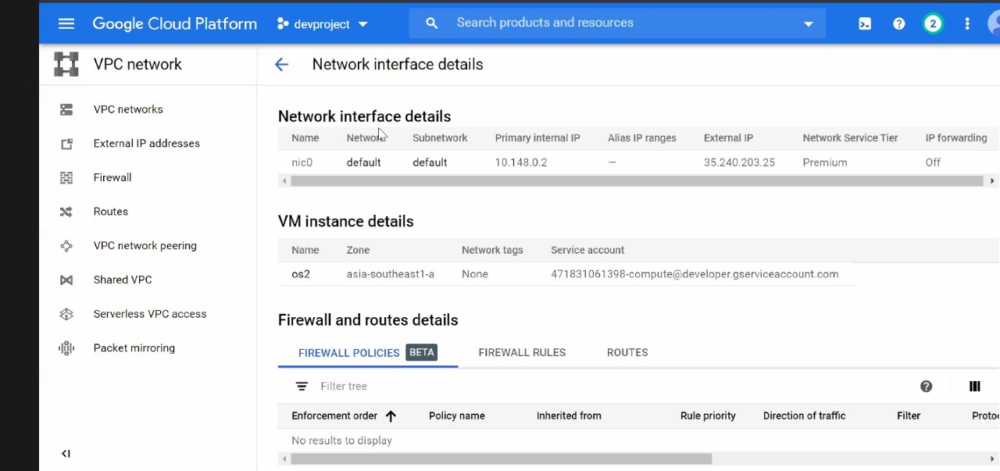 Google Cloud Platform devproject Search products and resources 2
VPC network
Network interface details
VPC networks
External IP addresses
Firewall
Routes
VPC network peering
Shared VPC
Serverless VPC access
Packet mirroring
Network interface details
Name Network Subnetwork Primary internal IP Alias IP ranges External IP Network Service Tier IP forwarding
nic0 default default 10.148.0.2 — 35.240.203.25 Premium Off
VM instance details
Name Zone Network tags Service account
os2 asia-southeast1-a None 471831061398-compute@developer.gserviceaccount.com
Firewall and routes details
FIREWALL POLICIES BETA FIREWALL RULES ROUTES
Filter tree
Enforcement order Policy name Inherited from Rule priority Direction of traffic Filter
No results to display